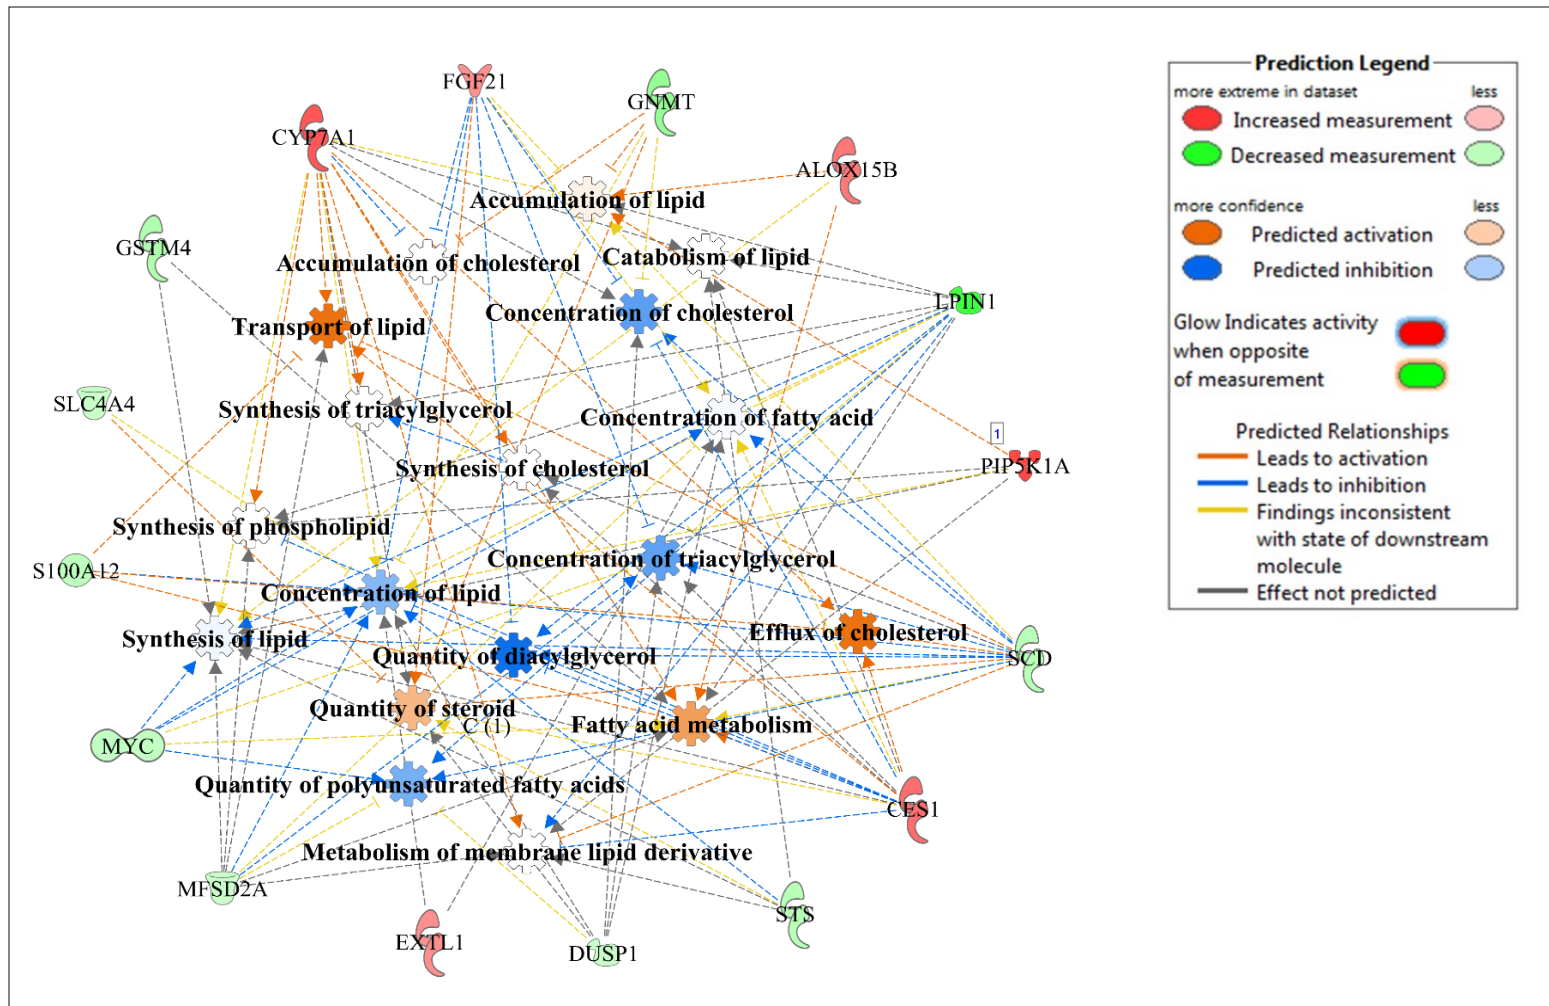 FGF21
GNMT
CYP7A1
ALOX15B
Accumulation of lipid
GSTM4
Accumulation of cholesterol
Catabolism of lipid
LPIN1
Concentration of cholesterol
Transport of lipid
SLC4A4
Synthesis of triacylglycerol
Concentration of fatty acid
1
PIP5K1A
Synthesis of cholesterol
Synthesis of phospholipid
Concentration of triacylglycerol
S100A12
Concentration of lipid
Synthesis of lipid
Efflux of cholesterol
Quantity of diacylglycerol
SCD
Quantity of steroid
C (1)
Fatty acid metabolism
MYC
Quantity of polyunsaturated fatty acids
CES1
Metabolism of membrane lipid derivative
MFSD2A
STS
EXTL1
DUSP1
Prediction Legend
more extreme in dataset less
Increased measurement
Decreased measurement
more confidence less
Predicted activation
Predicted inhibition
Glow Indicates activity
when opposite
of measurement
Predicted Relationships
Leads to activation
Leads to inhibition
Findings inconsistent
with state of downstream
molecule
Effect not predicted